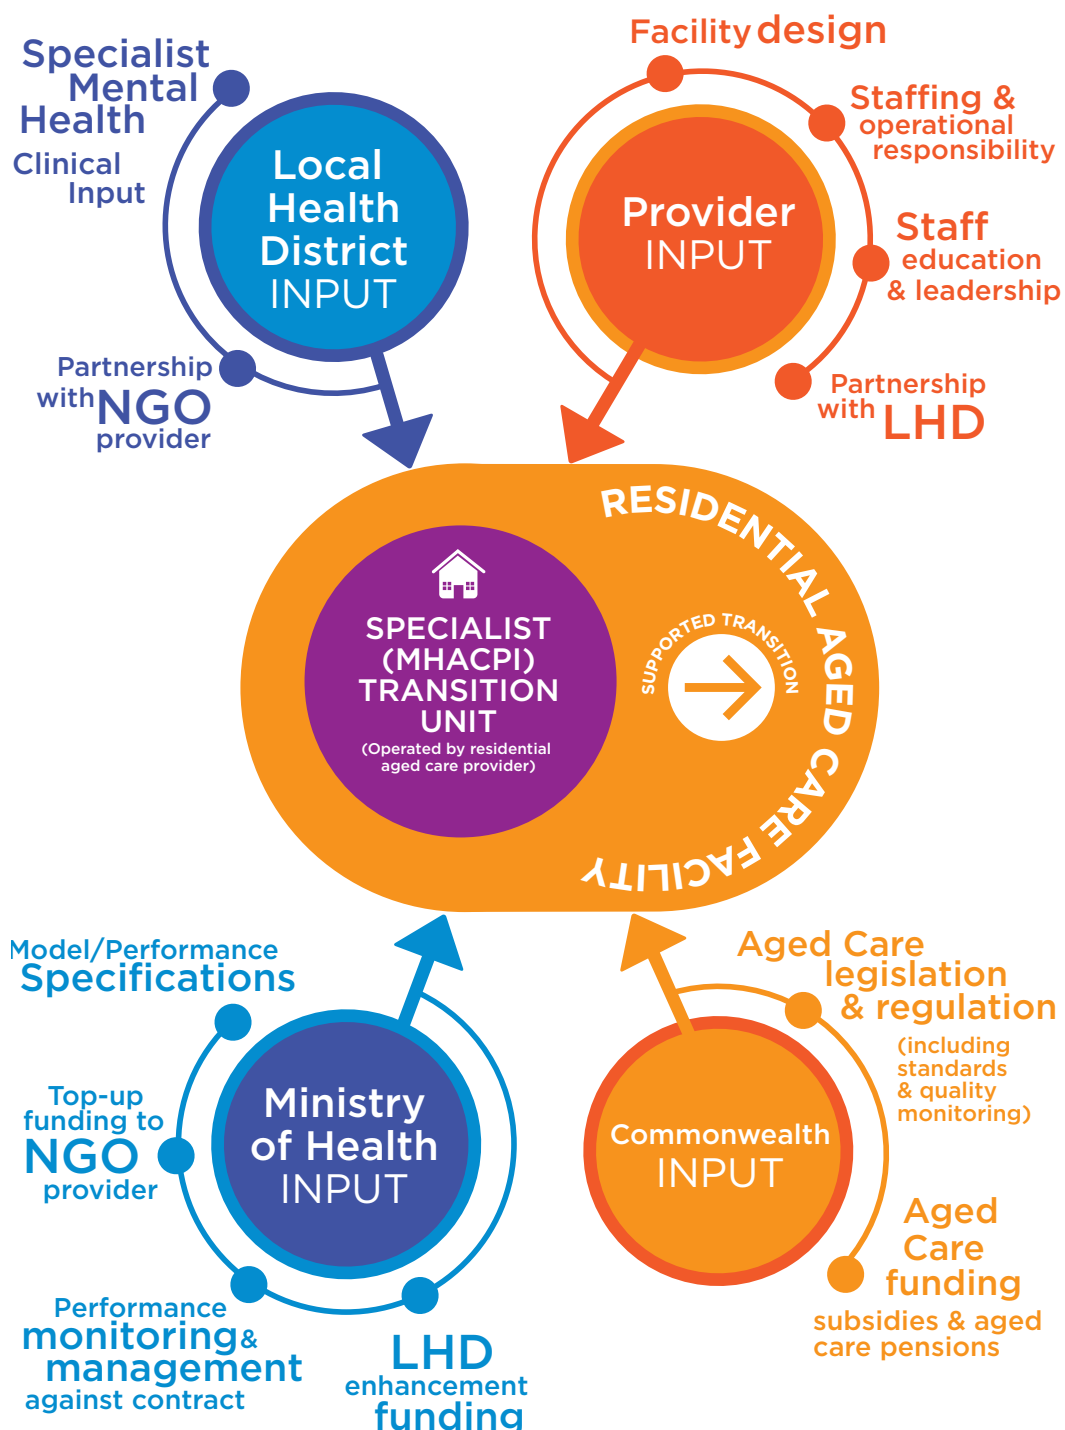 Specialist
Mental
Health
Clinical
Input
Local
Health
District
INPUT
Partnership
with NGO
provider
Facility design
Staffing &
operational
responsibility
Provider
INPUT
Staff
education
& leadership
Partnership
with LHD
RESIDENTIAL AGED CARE FACILITY
SPECIALIST
(MHACPI)
TRANSITION
UNIT
(Operated by residential
aged care provider)
SUPPORTED TRANSITION
Model/Performance
Specifications
Top-up
funding to
NGO
provider
Ministry
of Health
INPUT
Performance
monitoring &
management
against contract
LHD
enhancement
funding
Aged Care
legislation
& regulation
(including
standards
& quality
monitoring)
Commonwealth
INPUT
Aged
Care
funding
subsidies & aged
care pensions